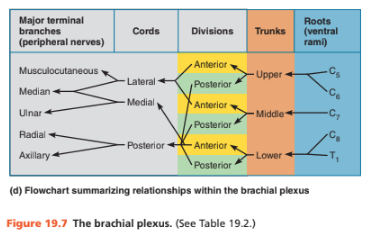 Major terminal
branches
(peripheral nerves)
Cords
Divisions
Trunks
Roots
(ventral
rami)
Musculocutaneous
Median
Ulnar
Radial
Axillary
Lateral
Medial
Posterior
Anterior
Posterior
Anterior
Posterior
Anterior
Posterior
Upper
Middle
Lower
C5
C6
C7
C8
T1
(d) Flowchart summarizing relationships within the brachial plexus
Figure 19.7 The brachial plexus. (See Table 19.2.)